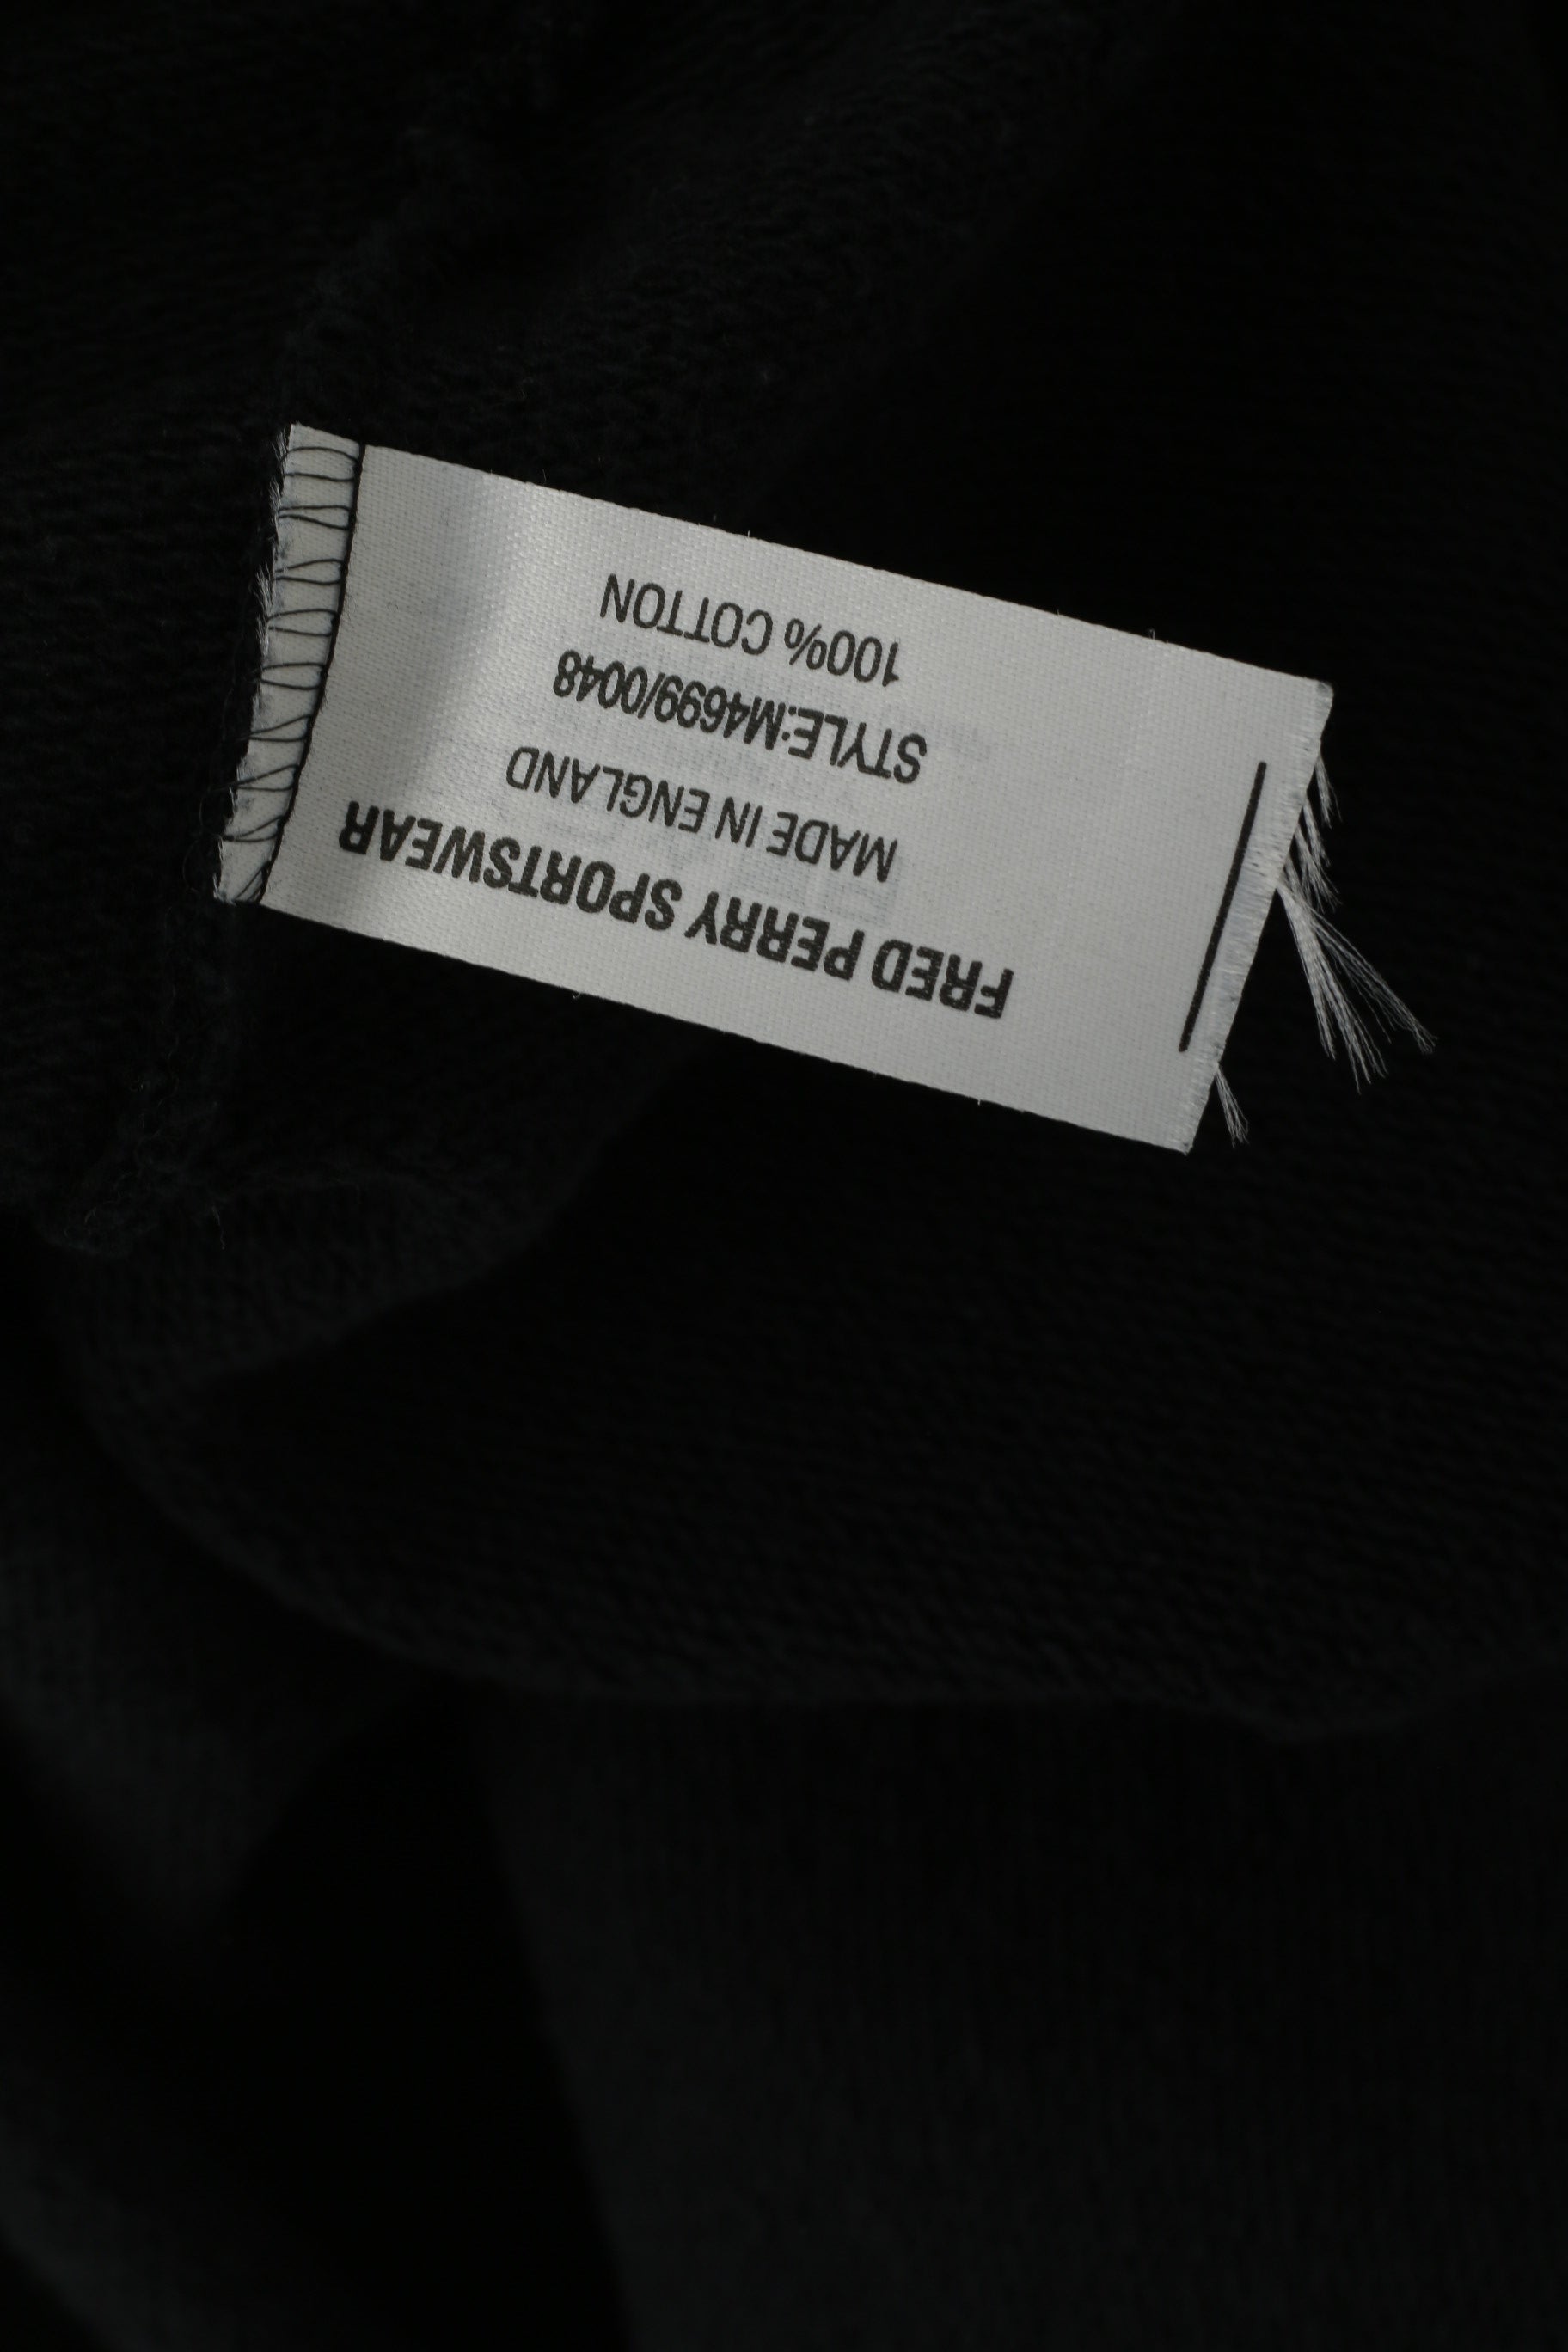 FRED PERRY SPORTSWEAR
MADE IN ENGLAND
STYLE:M4699/0048
100% COTTON